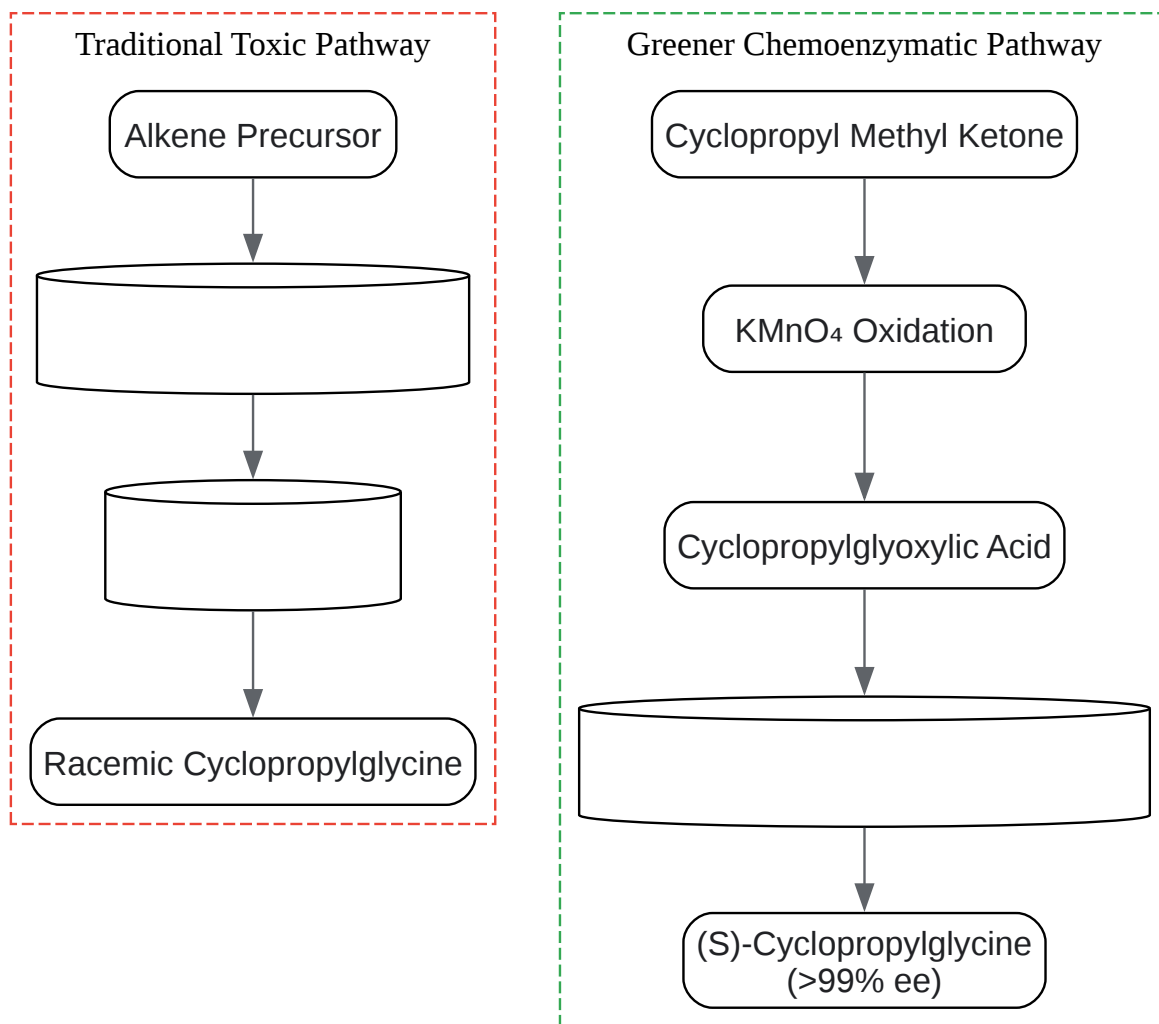 Traditional Toxic Pathway
Alkene Precursor
Racemic Cyclopropylglycine
Greener Chemoenzymatic Pathway
Cyclopropyl Methyl Ketone
KMnO₄ Oxidation
Cyclopropylglyoxylic Acid
(S)-Cyclopropylglycine
(>99% ee)